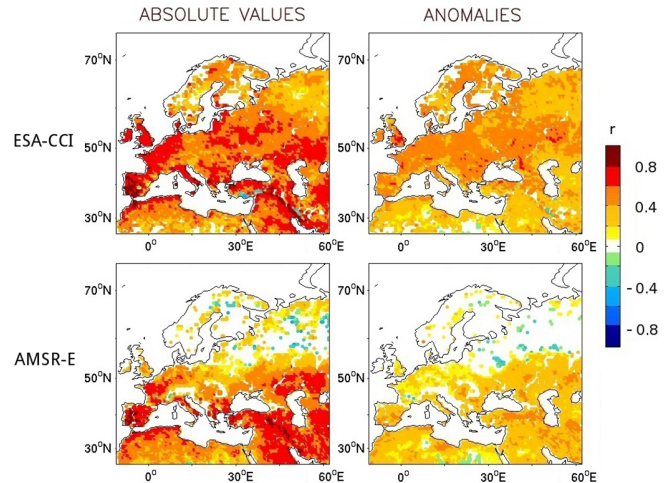 ABSOLUTE VALUES ANOMALIES
70°N 70°N
ESA-CCI 50°N 50°N
30°N 30°N
0° 30°E 60°E 0° 30°E 60°E
r
0.8
0.4
0
- 0.4
- 0.8
70°N 70°N
AMSR-E 50°N 50°N
30°N 30°N
0° 30°E 60°E 0° 30°E 60°E